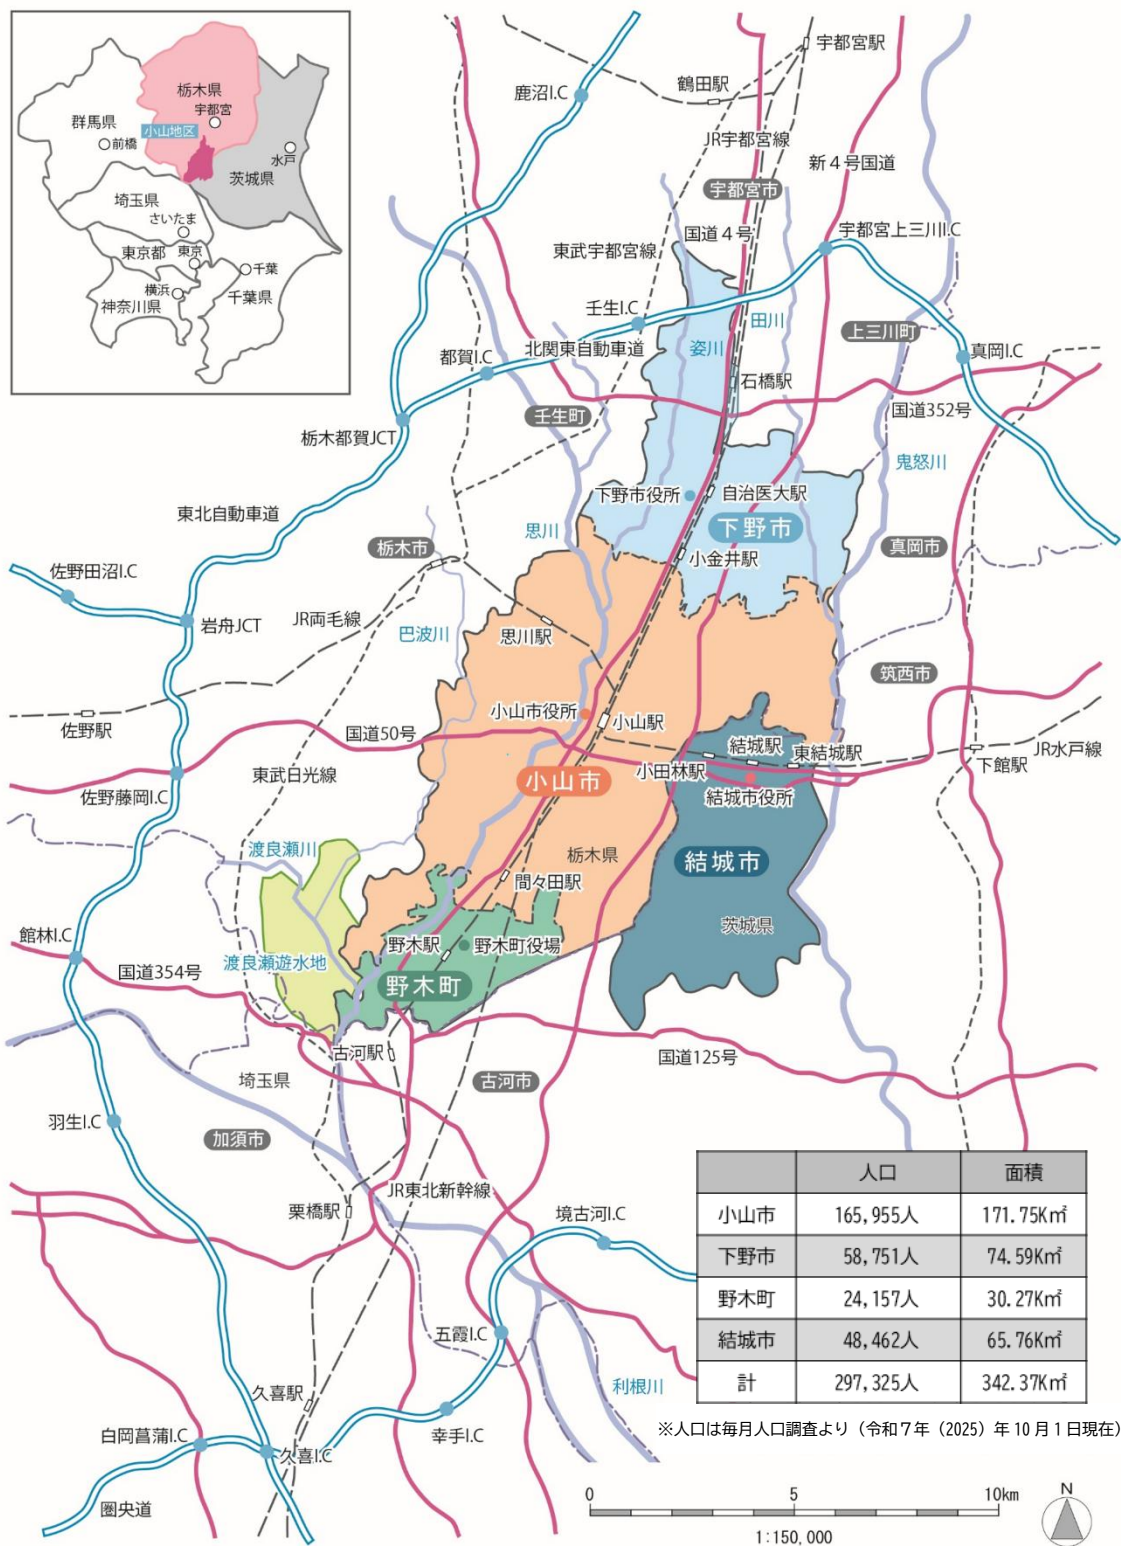 栃木県
宇都宮
群馬県
小山地区
前橋
水戸
茨城県
埼玉県
さいたま
東京都
東京
千葉
横浜
神奈川県
千葉県
宇都宮駅
鶴田駅
鹿沼I.C
JR宇都宮線
新4号国道
宇都宮市
国道4号
宇都宮上三川I.C
東武宇都宮線
壬生I.C
田川
上三川町
北関東自動車道
姿川
都賀I.C
真岡I.C
石橋駅
国道352号
壬生町
栃木都賀JCT
鬼怒川
下野市役所
自治医大駅
東北自動車道
思川
下野市
栃木市
真岡市
小金井駅
佐野田沼I.C
JR両毛線
岩舟JCT
巴波川
思川駅
筑西市
小山市役所
小山駅
佐野駅
国道50号
結城駅
東結城駅
JR水戸線
下館駅
東武日光線
小田林駅
小山市
佐野藤岡I.C
結城市役所
渡良瀬川
栃木県
結城市
間々田駅
茨城県
館林I.C
野木駅
野木町役場
国道354号
渡良瀬遊水地
野木町
古河駅
国道125号
埼玉県
古河市
羽生I.C
加須市
JR東北新幹線
栗橋駅
境古河I.C
五霞I.C
利根川
久喜駅
幸手I.C
白岡菖蒲I.C
久喜I.C
圏央道
人口 面積
小山市 165,955人 171.75K㎡
下野市 58,751人 74.59K㎡
野木町 24,157人 30.27K㎡
結城市 48,462人 65.76K㎡
計 297,325人 342.37K㎡
※人口は毎月人口調査より（令和7年（2025）年10月1日現在）
0 5 10km
1:150,000
N